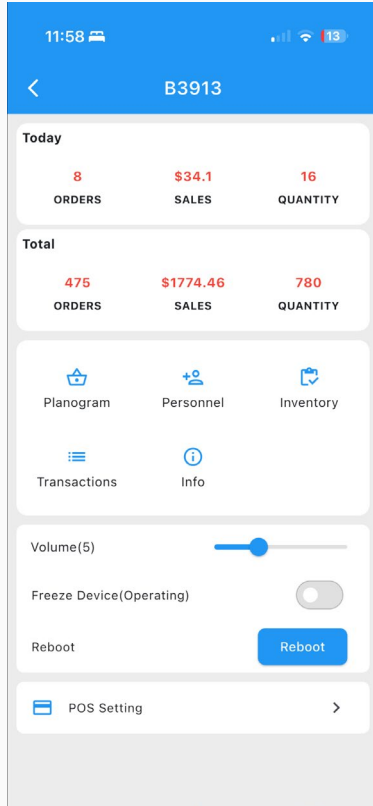 11:58
13
B3913
Today
8 $34.1 16
ORDERS SALES QUANTITY
Total
475 $1774.46 780
ORDERS SALES QUANTITY
Planogram Personnel Inventory
Transactions Info
Volume(5)
Freeze Device(Operating)
Reboot Reboot
POS Setting